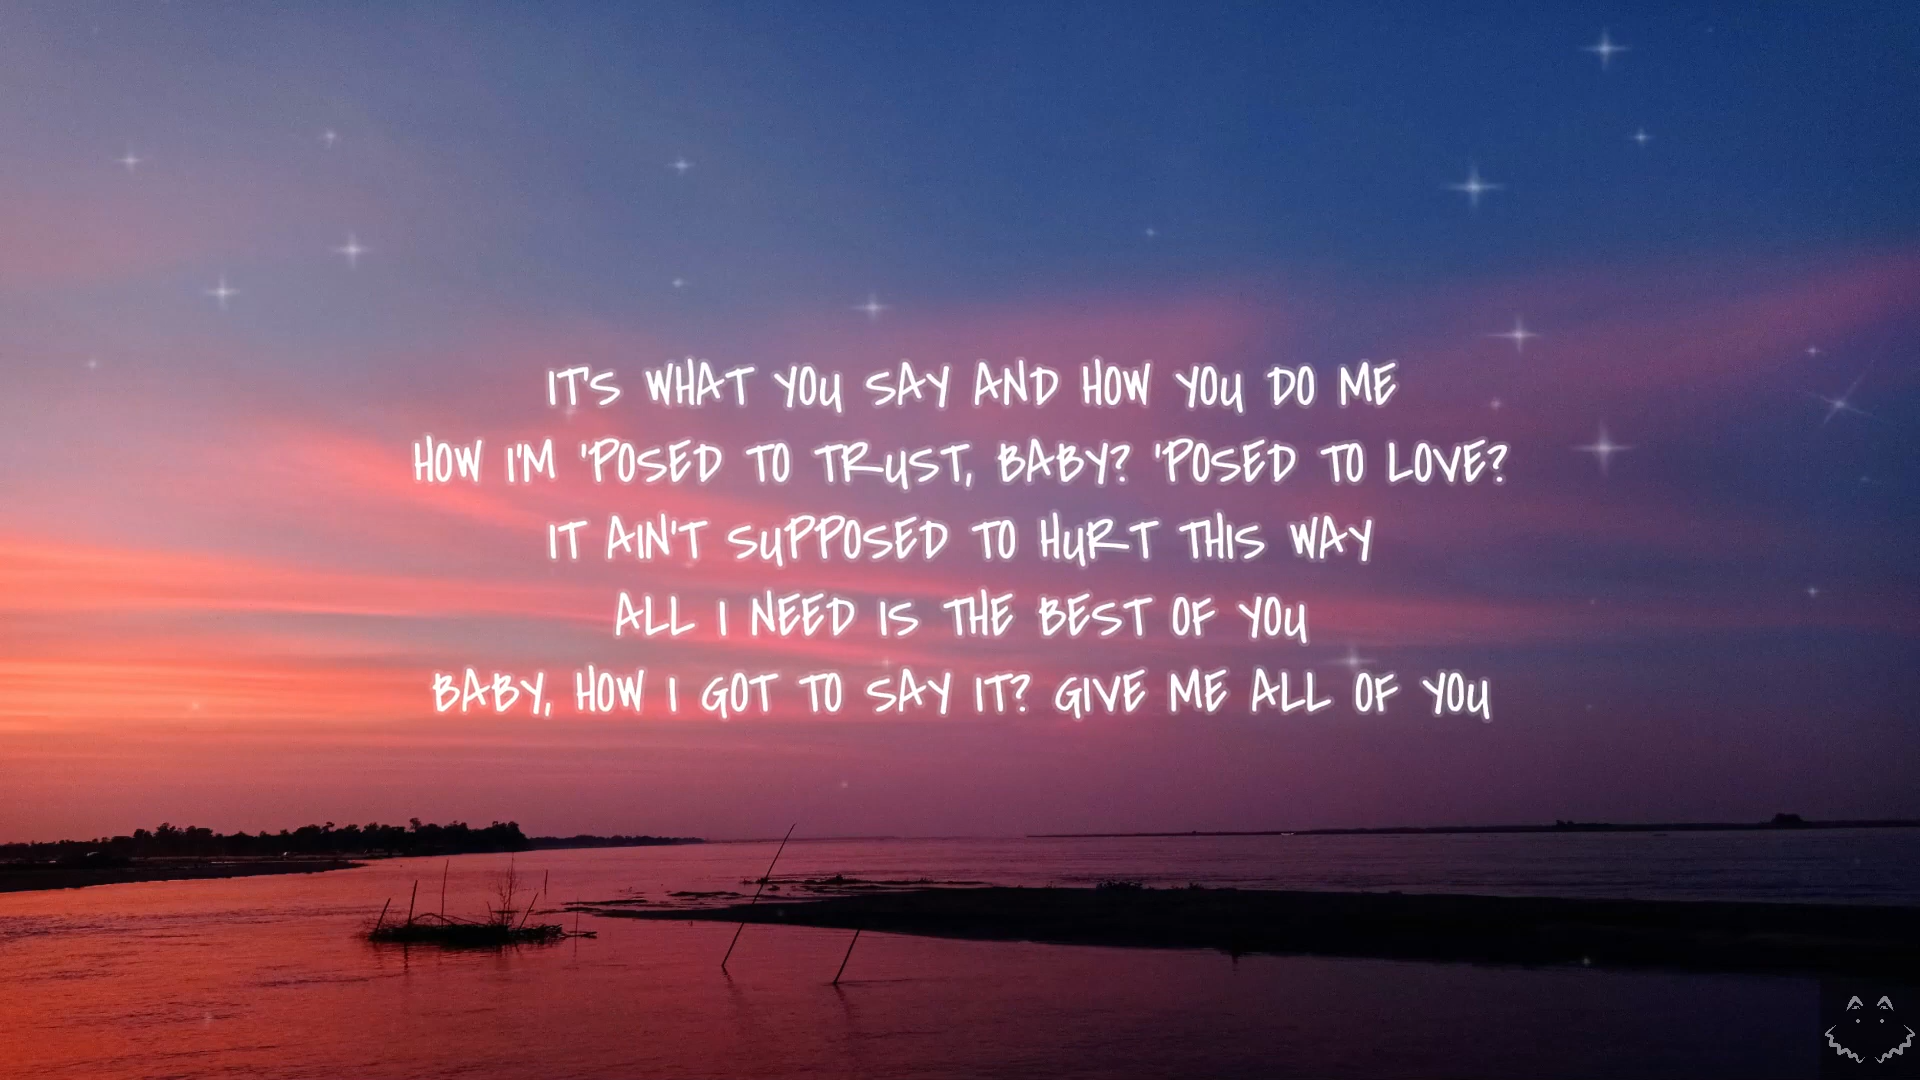 IT'S WHAT YOU SAY AND HOW YOU DO ME
HOW I'M 'POSED TO TRUST, BABY? 'POSED TO LOVE?
IT AIN'T SUPPOSED TO HURT THIS WAY
ALL I NEED IS THE BEST OF YOU
BABY, HOW I GOT TO SAY IT? GIVE ME ALL OF YOU